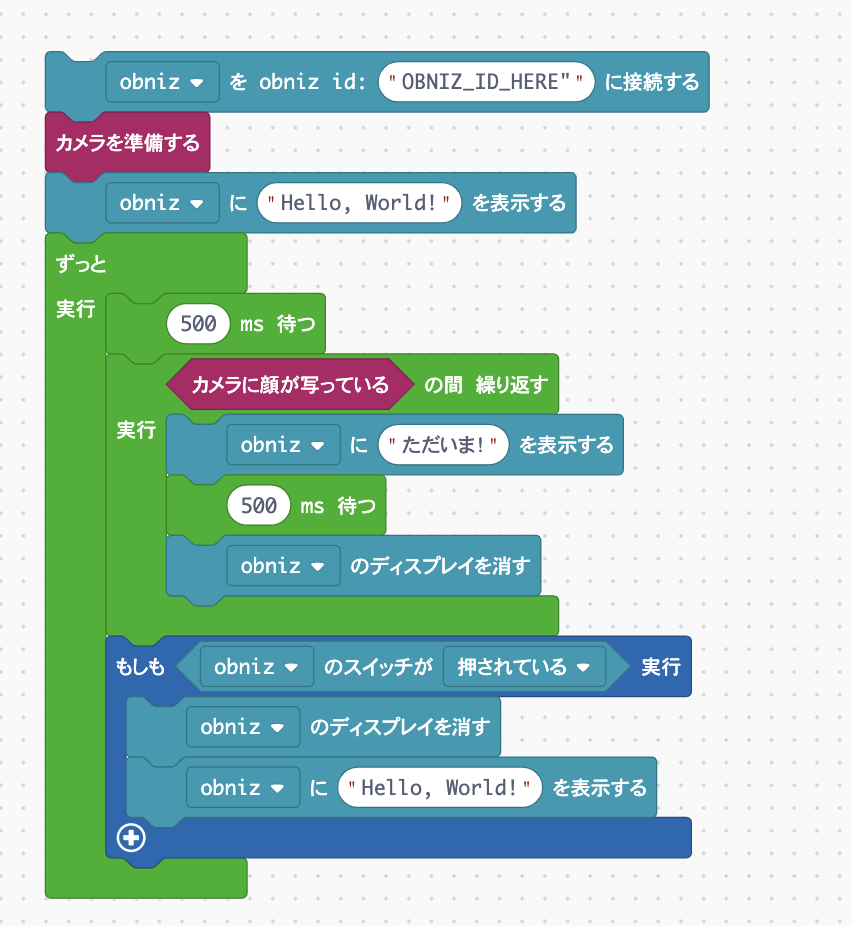 obniz を obniz id: "OBNIZ_ID_HERE"" に接続する
カメラを準備する
obniz に "Hello, World!" を表示する
ずっと
実行
500 ms 待つ
カメラに顔が写っている の間 繰り返す
実行
obniz に "ただいま!" を表示する
500 ms 待つ
obniz のディスプレイを消す
もしも obniz のスイッチが 押されている 実行
obniz のディスプレイを消す
obniz に "Hello, World!" を表示する